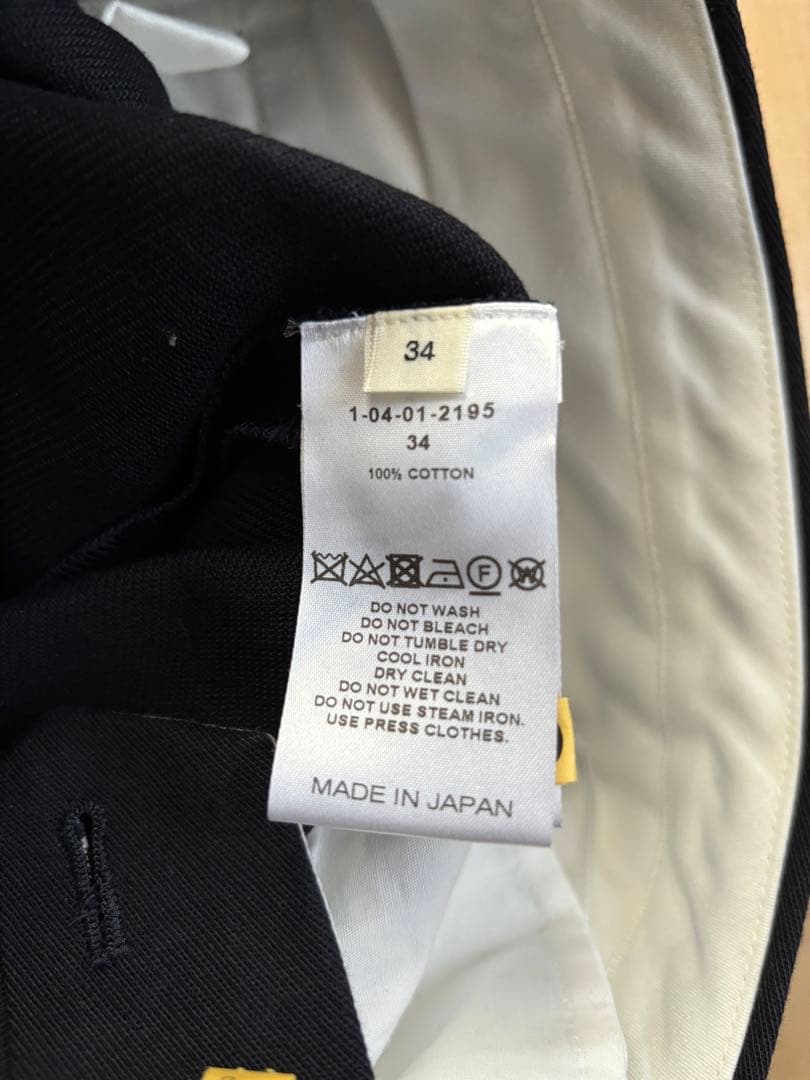 34
1-04-01-2195
34
100% COTTON
F W
DO NOT WASH
DO NOT BLEACH
DO NOT TUMBLE DRY
COOL IRON
DRY CLEAN
DO NOT WET CLEAN
DO NOT USE STEAM IRON.
USE PRESS CLOTHES.
MADE IN JAPAN